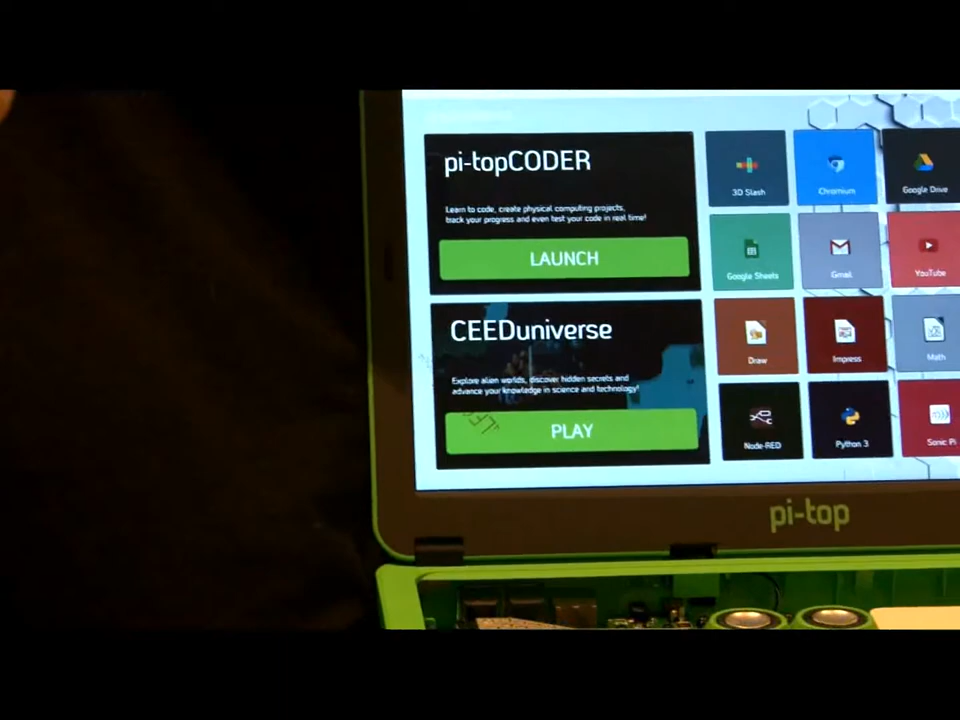 pi-topCODER
Learn to code, create physical computing projects,
track your progress and even test your code in real time!
LAUNCH
CEEDuniverse
Explore alien worlds, discover hidden secrets and
advance your knowledge in science and technology!
PLAY
3D Slash
Chromium
Google Drive
Google Sheets
Gmail
YouTube
Draw
Impress
Math
Node-RED
Python 3
Sonic Pi
pi-top